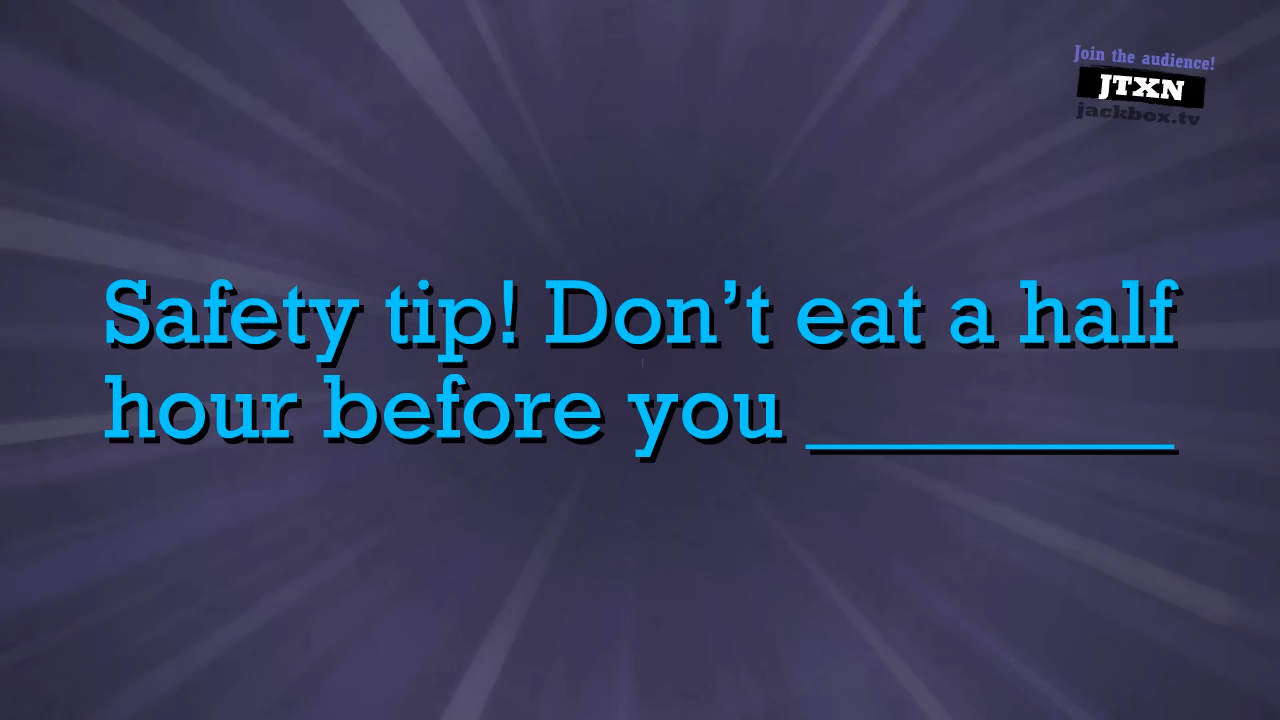 Join the audience!
JTXN
jackbox.tv
Safety tip! Don’t eat a half
hour before you ________